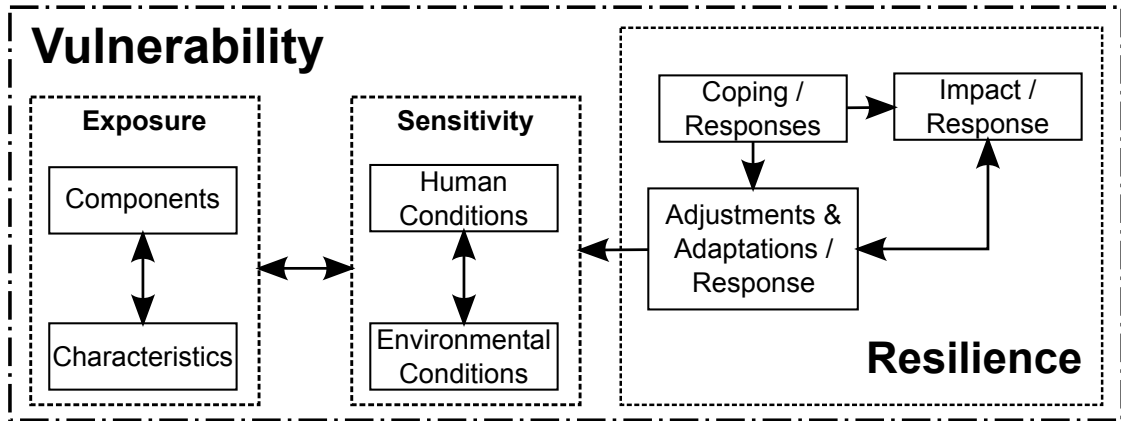 Vulnerability
Exposure
Components
Characteristics
Sensitivity
Human
Conditions
Environmental
Conditions
Coping /
Responses
Impact /
Response
Adjustments &
Adaptations /
Response
Resilience